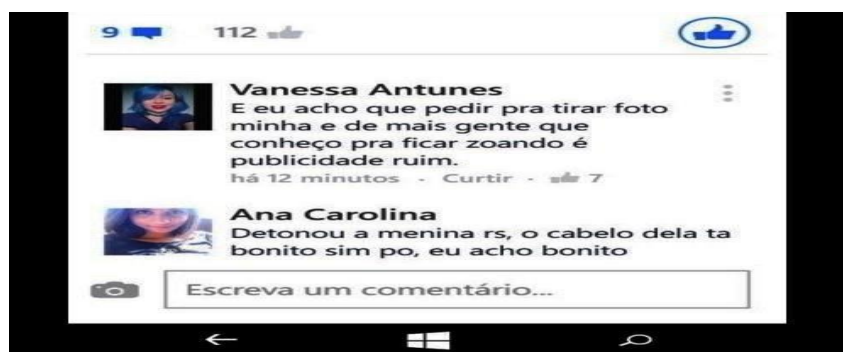 9 112
Vanessa Antunes
E eu acho que pedir pra tirar foto
minha e de mais gente que
conheço pra ficar zoando é
publicidade ruim.
há 12 minutos · Curtir · 7
Ana Carolina
Detonou a menina rs, o cabelo dela ta
bonito sim po, eu acho bonito
Escreva um comentário...